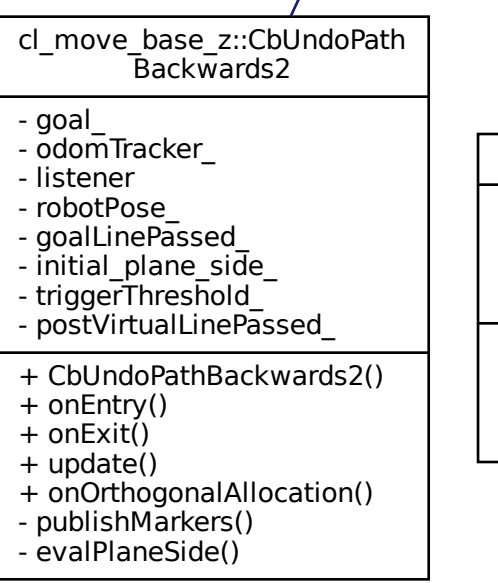 cl_move_base_z::CbUndoPath
Backwards2
- goal_
- odomTracker_
- listener
- robotPose_
- goalLinePassed_
- initial_plane_side_
- triggerThreshold_
- postVirtualLinePassed_
+ CbUndoPathBackwards2()
+ onEntry()
+ onExit()
+ update()
+ onOrthogonalAllocation()
- publishMarkers()
- evalPlaneSide()